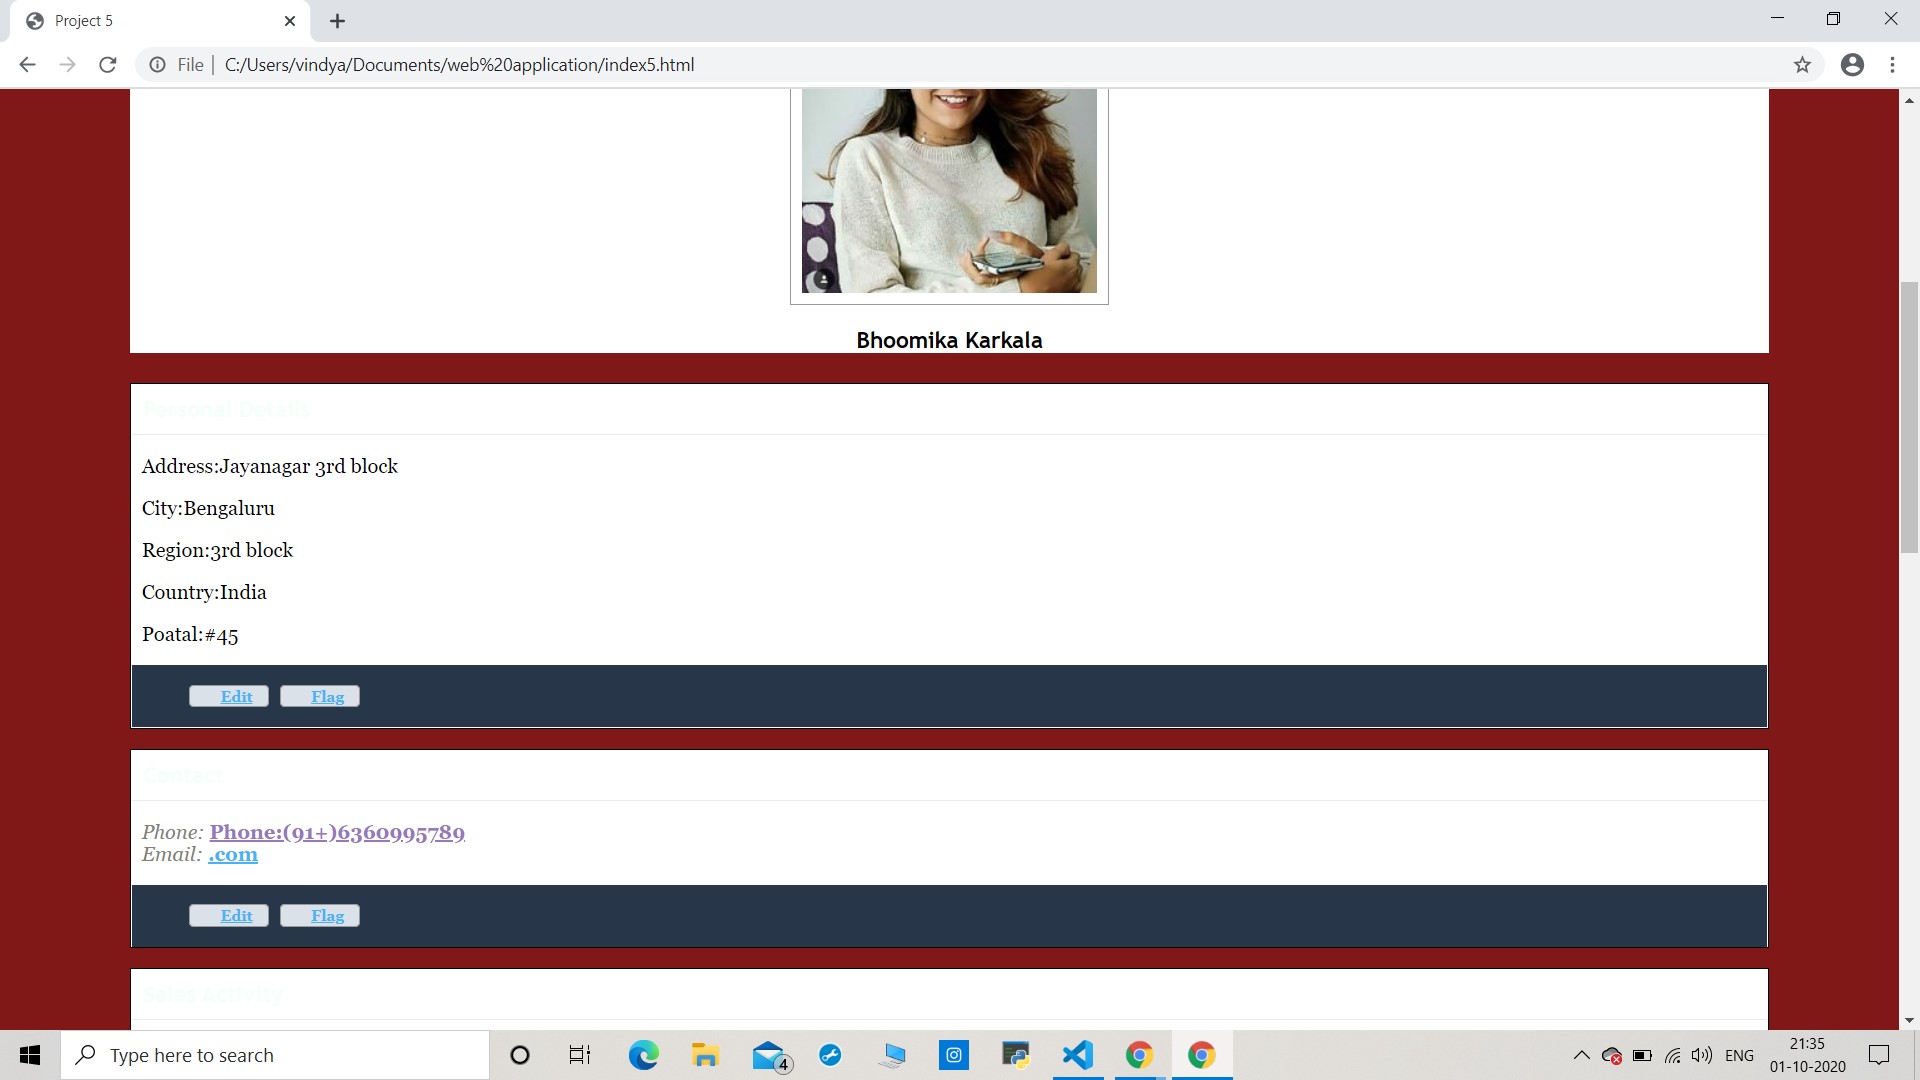 Project 5
File
C:/Users/vindya/Documents/web%20application/index5.html
Bhoomika Karkala
Personal Details
Address:Jayanagar 3rd block
City:Bengaluru
Region:3rd block
Country:India
Poatal:#45
Edit Flag
Contact
Phone: Phone:(91+)6360995789
Email: .com
Edit Flag
Sales Activity
Type here to search
4
ENG
21:35
01-10-2020